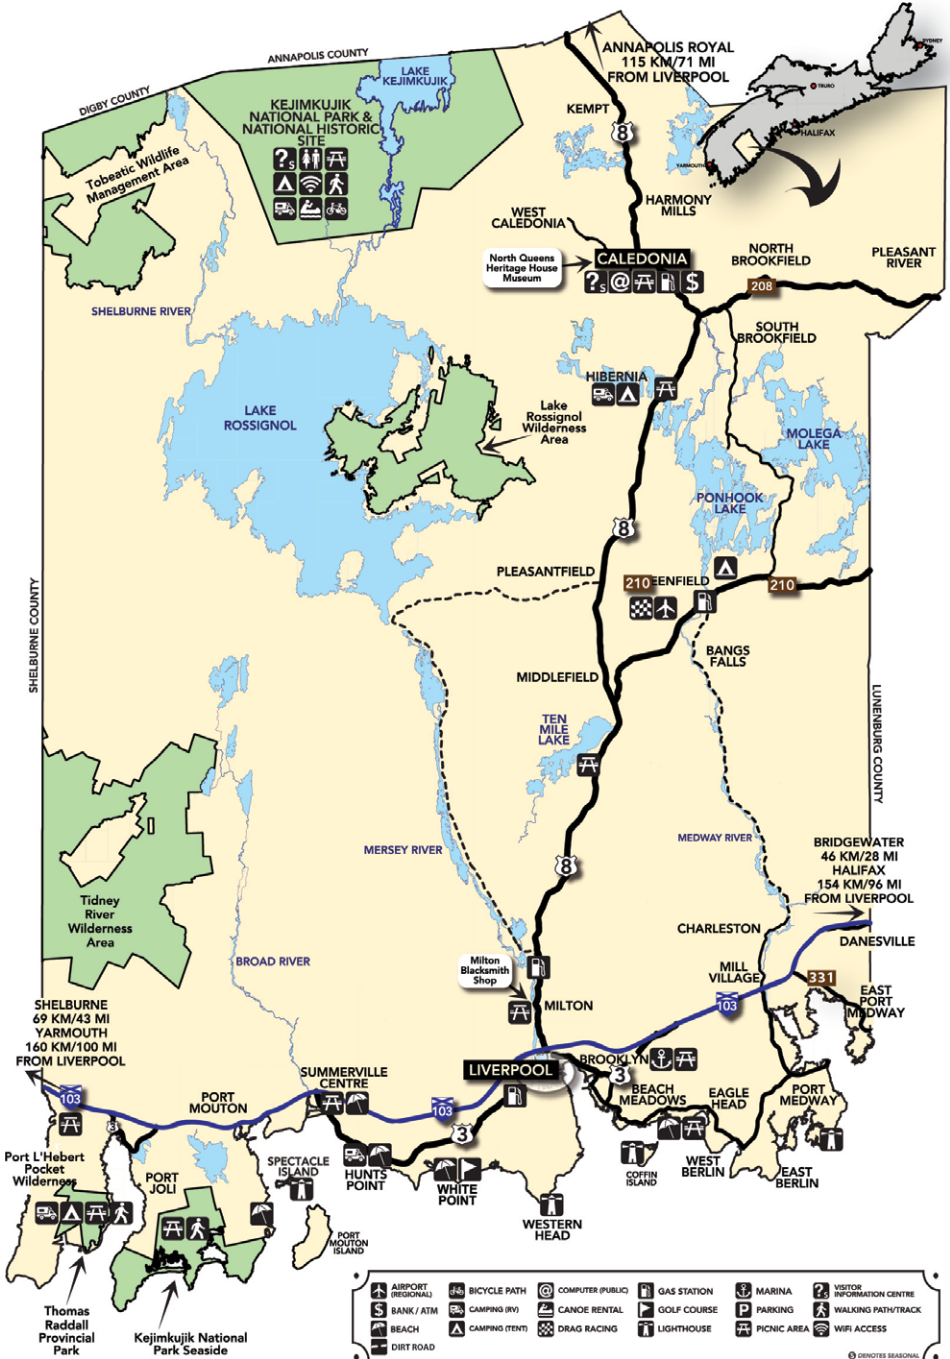 ANNAPOLIS COUNTY
DIGBY COUNTY
ANNAPOLIS ROYAL
115 KM/71 MI
FROM LIVERPOOL
SYDNEY
TRURO
HALIFAX
YARMOUTH
LAKE
KEJIMKUJIK
KEJIMKUJIK
NATIONAL PARK &
NATIONAL HISTORIC
SITE
?s
KEMPT
8
Tobeatic Wildlife
Management Area
HARMONY
MILLS
WEST
CALEDONIA
North Queens
Heritage House
Museum
CALEDONIA
?s @ $
NORTH
BROOKFIELD
PLEASANT
RIVER
208
SHELBURNE RIVER
SOUTH
BROOKFIELD
HIBERNIA
LAKE
ROSSIGNOL
Lake
Rossignol
Wilderness
Area
MOLEGA
LAKE
PONHOOK
LAKE
8
PLEASANTFIELD
210
EENFIELD
210
SHELBURNE COUNTY
BANGS
FALLS
MIDDLEFIELD
TEN
MILE
LAKE
LUNENBURG COUNTY
MERSEY RIVER
8
MEDWAY RIVER
BRIDGEWATER
46 KM/28 MI
HALIFAX
154 KM/96 MI
FROM LIVERPOOL
Tidney
River
Wilderness
Area
CHARLESTON
DANESVILLE
BROAD RIVER
Milton
Blacksmith
Shop
MILL
VILLAGE
331
103
EAST
PORT
MEDWAY
MILTON
SHELBURNE
69 KM/43 MI
YARMOUTH
160 KM/100 MI
FROM LIVERPOOL
103
LIVERPOOL
BROOKLYN
3
SUMMERVILLE
CENTRE
PORT
MOUTON
103
BEACH
MEADOWS
EAGLE
HEAD
PORT
MEDWAY
3
3
Port L'Hebert
Pocket
Wilderness
PORT
JOLI
SPECTACLE
ISLAND
HUNTS
POINT
WHITE
POINT
COFFIN
ISLAND
WEST
BERLIN
EAST
BERLIN
WESTERN
HEAD
PORT
MOUTON
ISLAND
Thomas
Raddall
Provincial
Park
Kejimkujik National
Park Seaside
AIRPORT
(REGIONAL)
BICYCLE PATH
@ COMPUTER (PUBLIC)
GAS STATION
MARINA
?s VISITOR
INFORMATION CENTRE
$ BANK / ATM
CAMPING (RV)
CANOE RENTAL
GOLF COURSE
P PARKING
WALKING PATH/TRACK
BEACH
CAMPING (TENT)
DRAG RACING
LIGHTHOUSE
PICNIC AREA
WiFi ACCESS
DIRT ROAD
S DENOTES SEASONAL